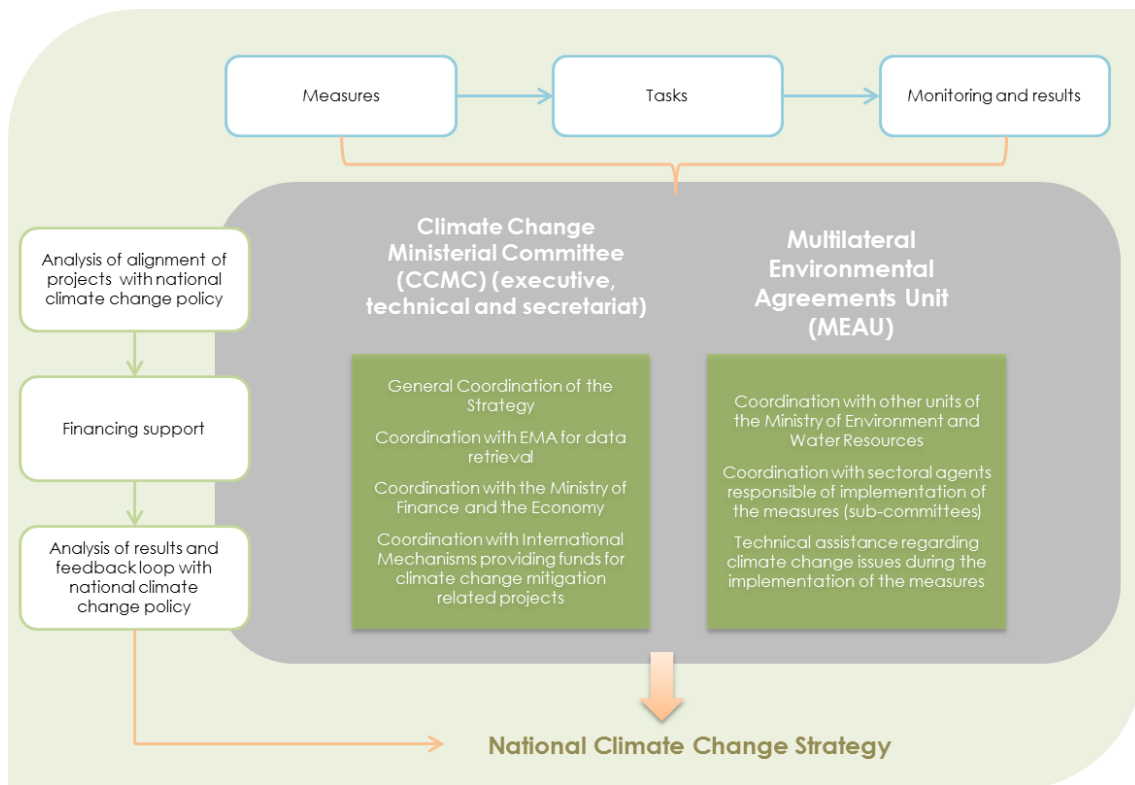 Measures
Tasks
Monitoring and results
Analysis of alignment of
projects with national
climate change policy
Financing support
Analysis of results and
feedback loop with
national climate
change policy
Climate Change
Ministerial Committee
(CCMC) (executive,
technical and secretariat)
General Coordination of the
Strategy
Coordination with EMA for data
retrieval
Coordination with the Ministry of
Finance and the Economy
Coordination with International
Mechanisms providing funds for
climate change mitigation
related projects
Multilateral
Environmental
Agreements Unit
(MEAU)
Coordination with other units of
the Ministry of Environment and
Water Resources
Coordination with sectoral agents
responsible of implementation of
the measures (sub-committees)
Technical assistance regarding
climate change issues during the
implementation of the measures
National Climate Change Strategy